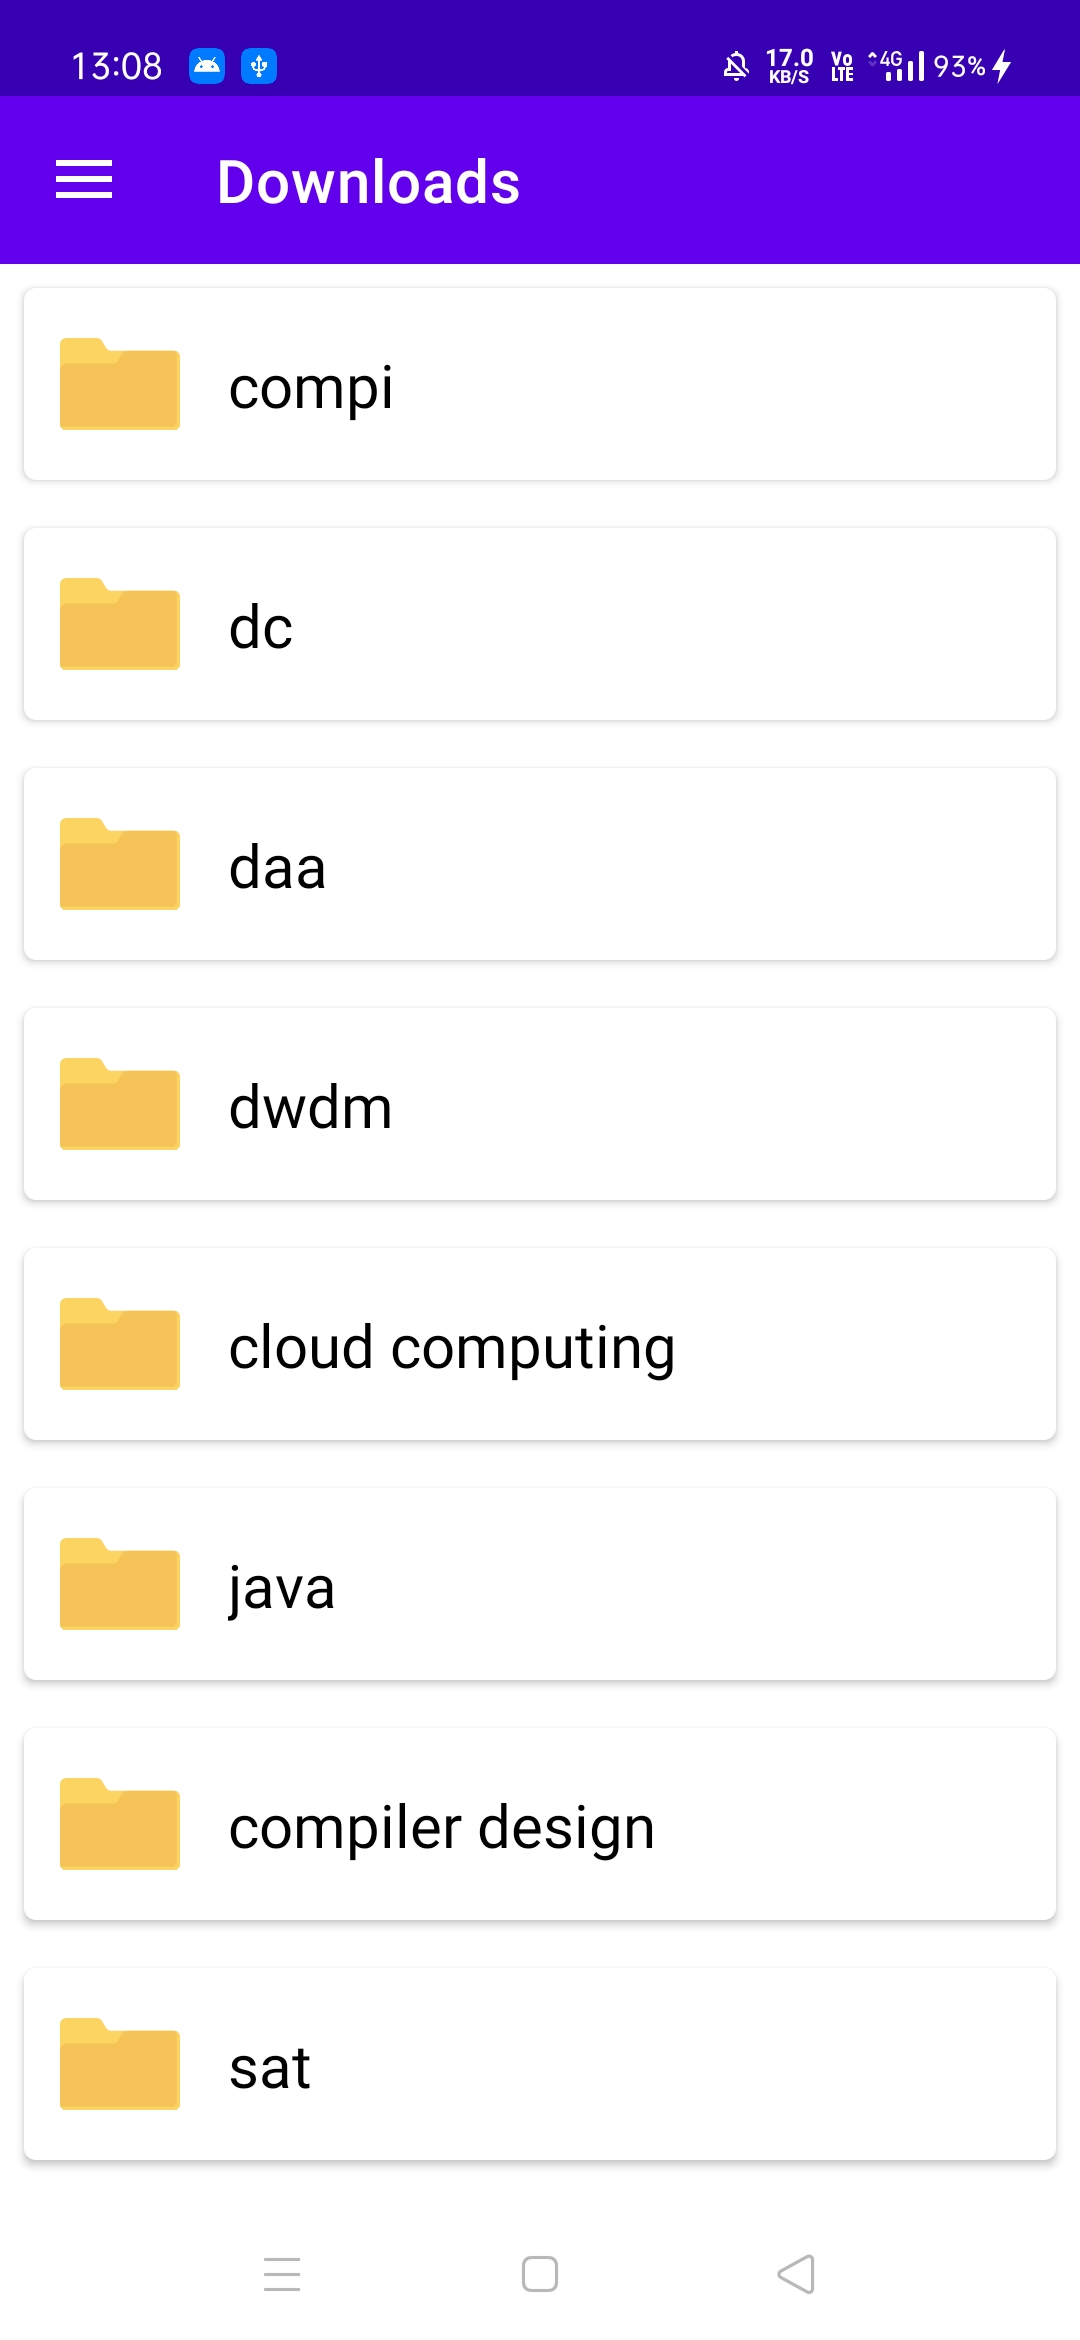 13:08 17.0 KB/S Vo LTE 4G 93%
Downloads
compi
dc
daa
dwdm
cloud computing
java
compiler design
sat